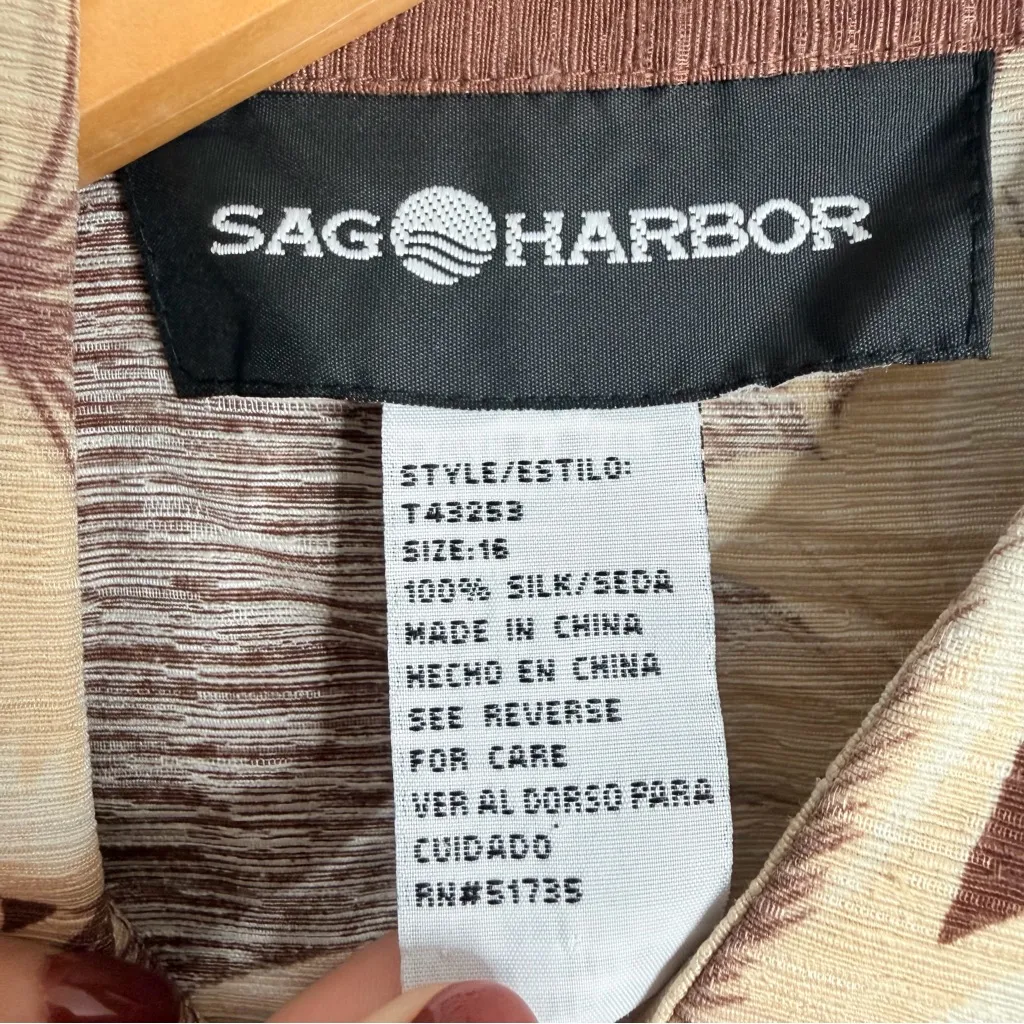 SAG HARBOR
STYLE/ESTILO:
T43253
SIZE:16
100% SILK/SEDA
MADE IN CHINA
HECHO EN CHINA
SEE REVERSE
FOR CARE
VER AL DORSO PARA
CUIDADO
RN#51735